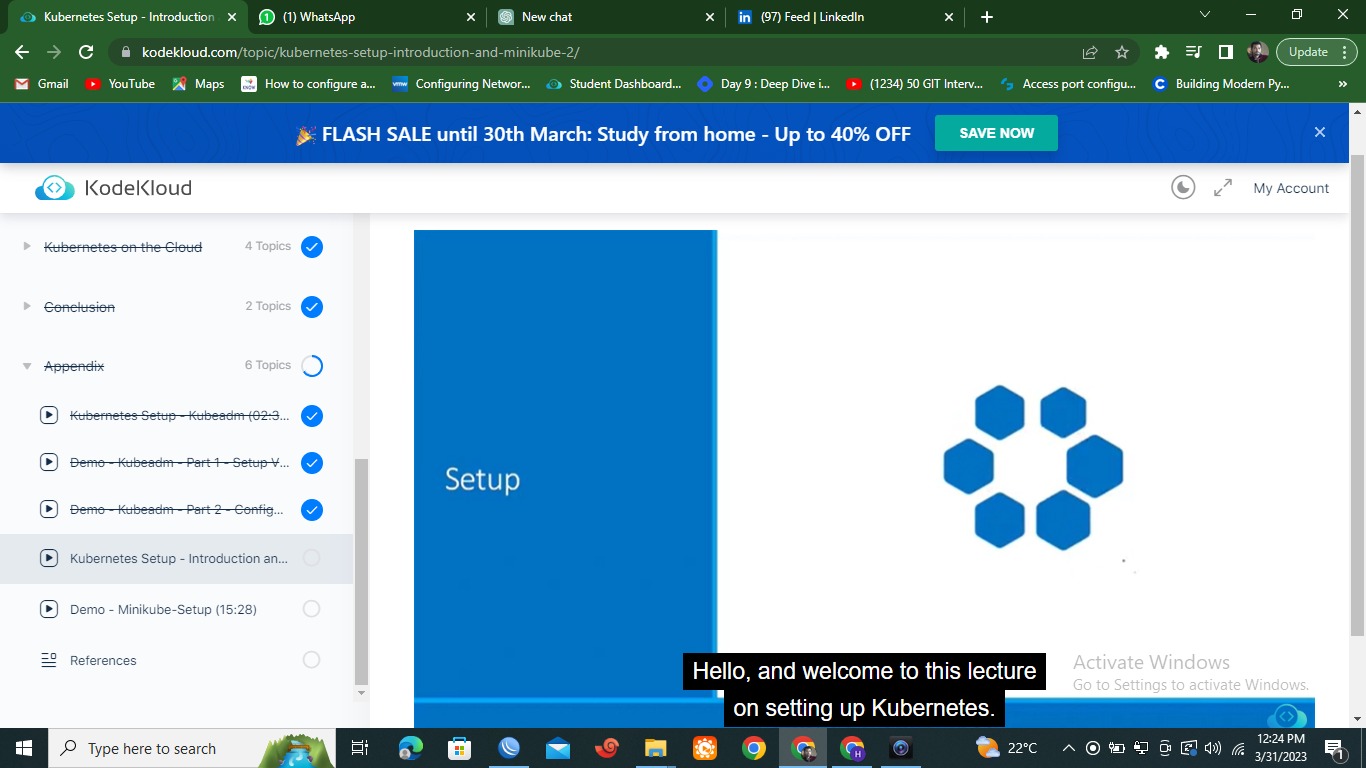 Kubernetes Setup - Introduction
(1) WhatsApp
New chat
(97) Feed | LinkedIn
kodekloud.com/topic/kubernetes-setup-introduction-and-minikube-2/
Update
Gmail
YouTube
Maps
How to configure a...
Configuring Networ...
Student Dashboard...
Day 9 : Deep Dive i...
(1234) 50 GIT Interv...
Access port configu...
Building Modern Py...
FLASH SALE until 30th March: Study from home - Up to 40% OFF
SAVE NOW
KodeKloud
My Account
Kubernetes on the Cloud 4 Topics
Conclusion 2 Topics
Appendix 6 Topics
Kubernetes Setup - Kubeadm (02:3...
Demo - Kubeadm - Part 1 - Setup V...
Demo - Kubeadm - Part 2 - Config...
Kubernetes Setup - Introduction an...
Demo - Minikube-Setup (15:28)
References
Setup
Hello, and welcome to this lecture
on setting up Kubernetes.
Activate Windows
Go to Settings to activate Windows.
Type here to search
22°C
12:24 PM
3/31/2023
1